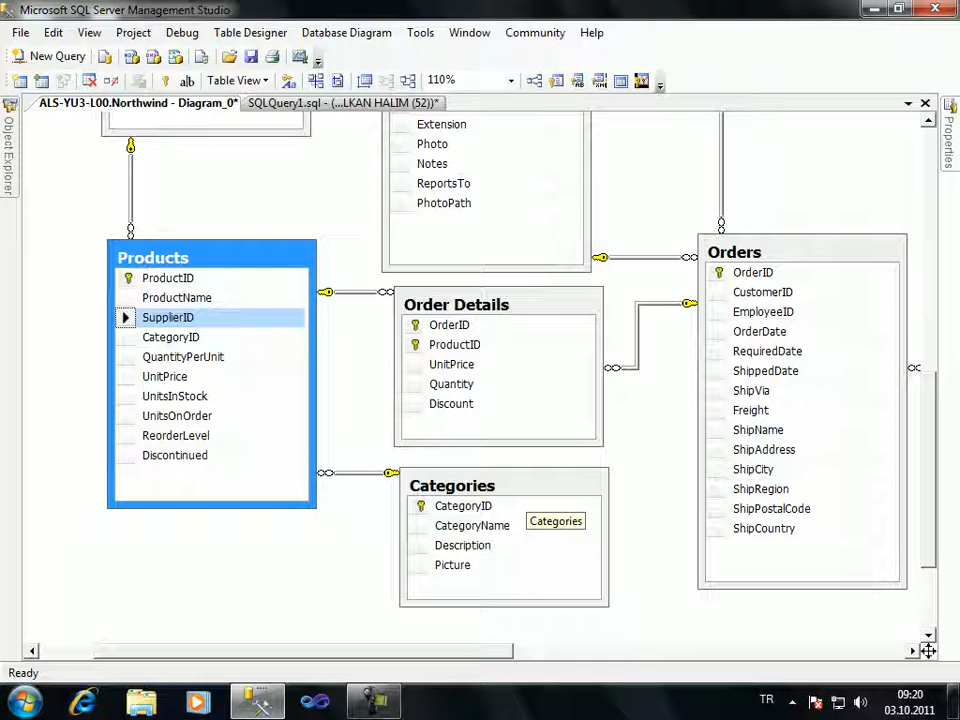 Microsoft SQL Server Management Studio
File Edit View Project Debug Table Designer Database Diagram Tools Window Community Help
New Query
ab Table View 110%
ALS-YU3-L00.Northwind - Diagram_0* SQLQuery1.sql - (...LKAN HALIM (52))*
Object Explorer
Properties
Extension
Photo
Notes
ReportsTo
PhotoPath
Products
ProductID
ProductName
SupplierID
CategoryID
QuantityPerUnit
UnitPrice
UnitsInStock
UnitsOnOrder
ReorderLevel
Discontinued
Order Details
OrderID
ProductID
UnitPrice
Quantity
Discount
Categories
CategoryID
CategoryName
Description
Picture
Categories
Orders
OrderID
CustomerID
EmployeeID
OrderDate
RequiredDate
ShippedDate
ShipVia
Freight
ShipName
ShipAddress
ShipCity
ShipRegion
ShipPostalCode
ShipCountry
Ready
TR
09:20
03.10.2011